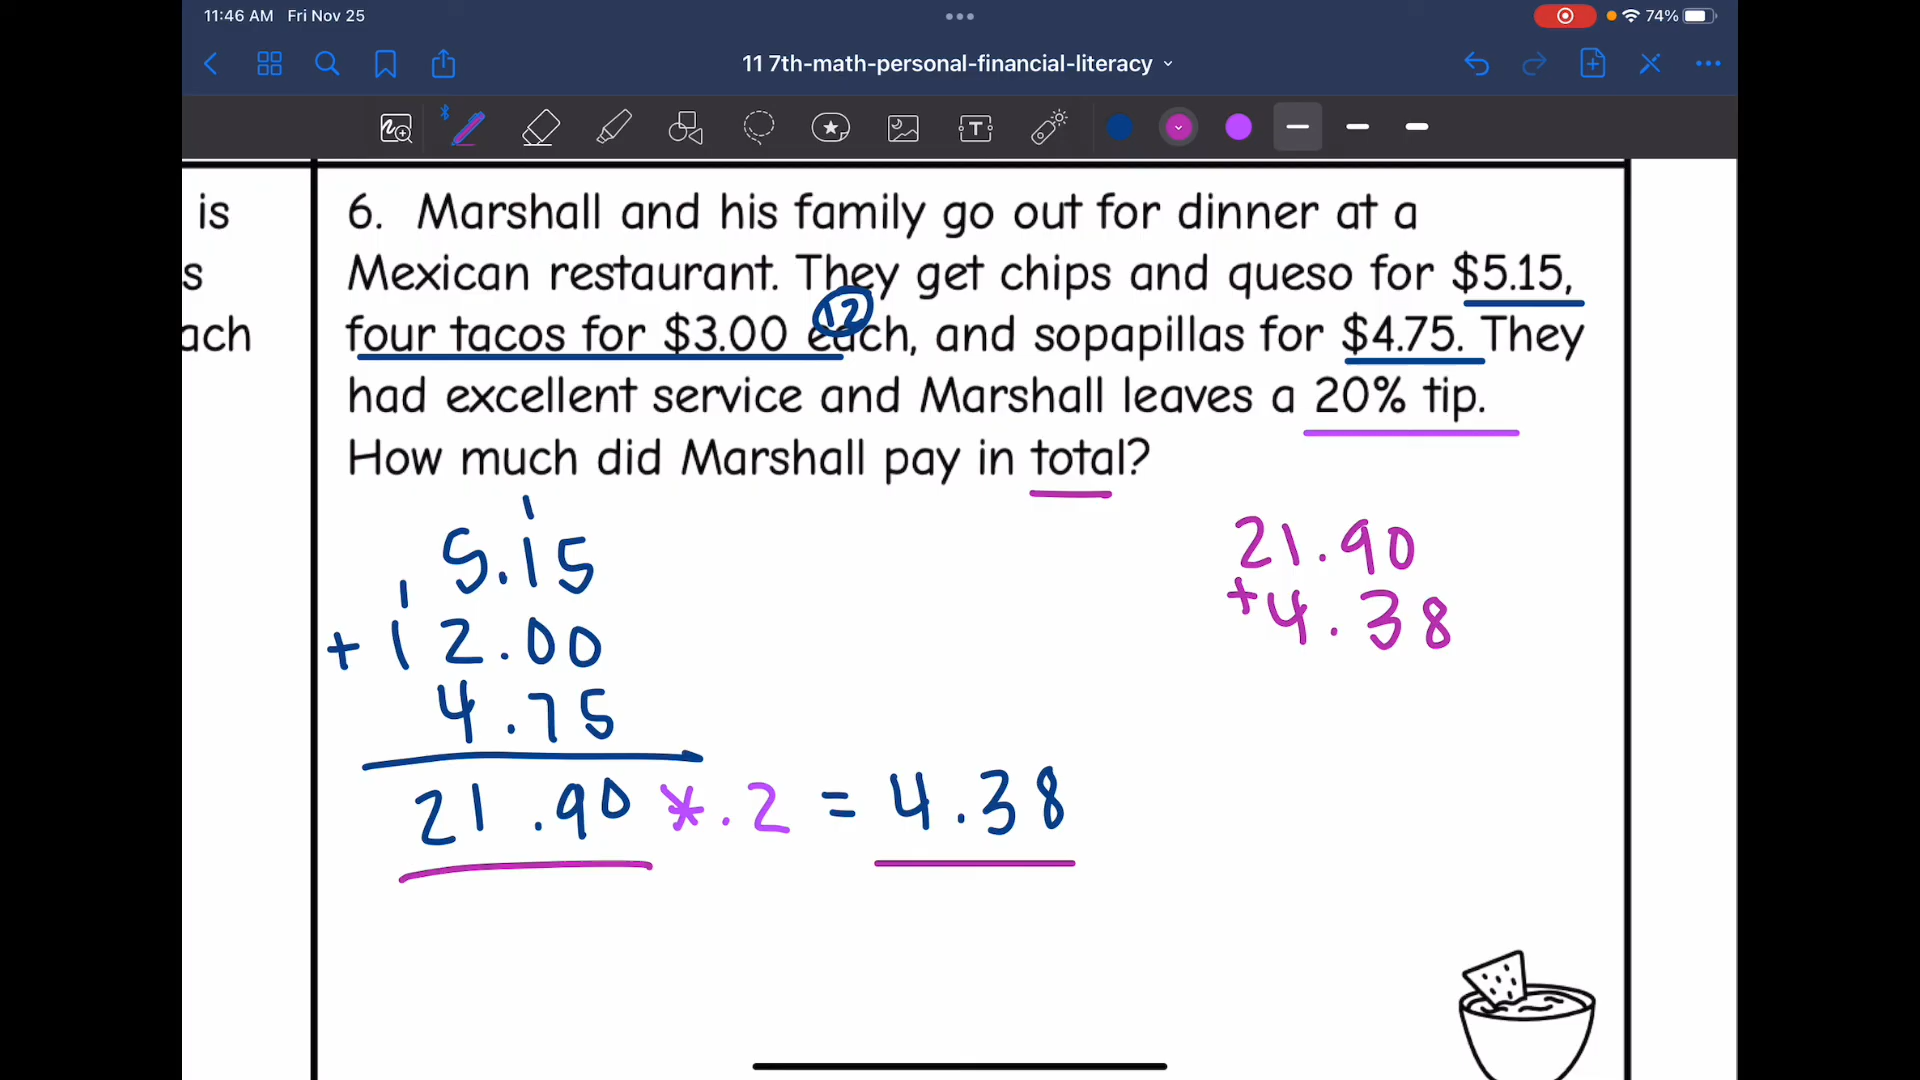 11:46 AM Fri Nov 25
74%
11 7th-math-personal-financial-literacy
T
is
s
ach
6. Marshall and his family go out for dinner at a
Mexican restaurant. They get chips and queso for $5.15,
12
four tacos for $3.00 each, and sopapillas for $4.75. They
had excellent service and Marshall leaves a 20% tip.
How much did Marshall pay in total?
1
5.15
1
+ 12.00
4.75
21.90 *.2 = 4.38
21.90
+ 4.38